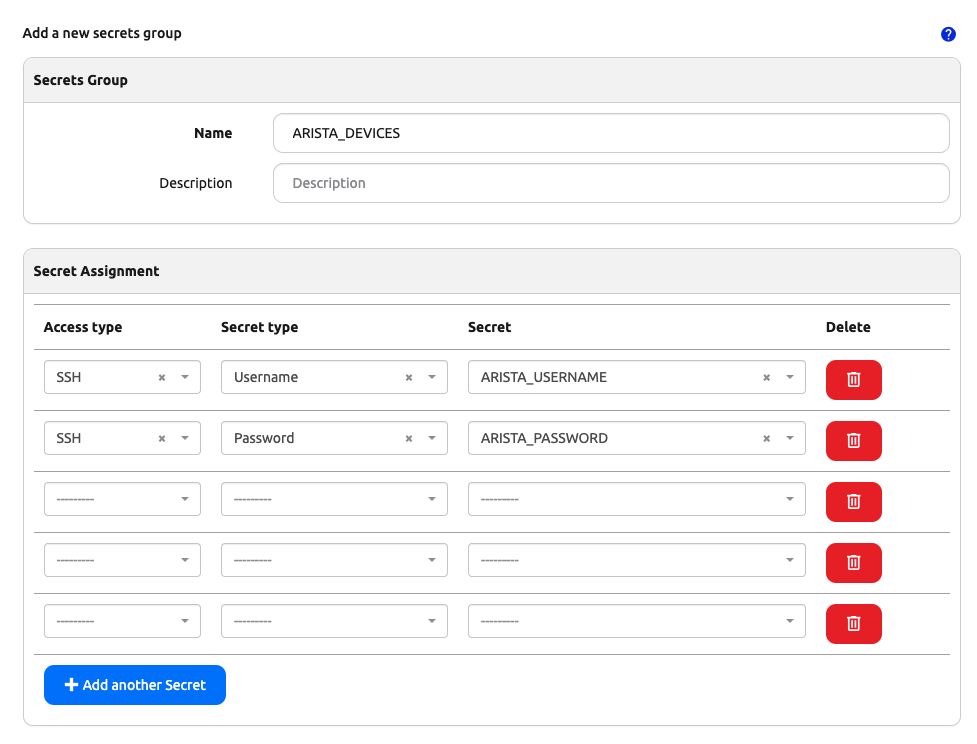 Add a new secrets group
?
Secrets Group
Name ARISTA_DEVICES
Description Description
Secret Assignment
Access type Secret type Secret Delete
SSH × Username × ARISTA_USERNAME ×
SSH × Password × ARISTA_PASSWORD ×
--------- --------- ---------
--------- --------- ---------
--------- --------- ---------
+ Add another Secret